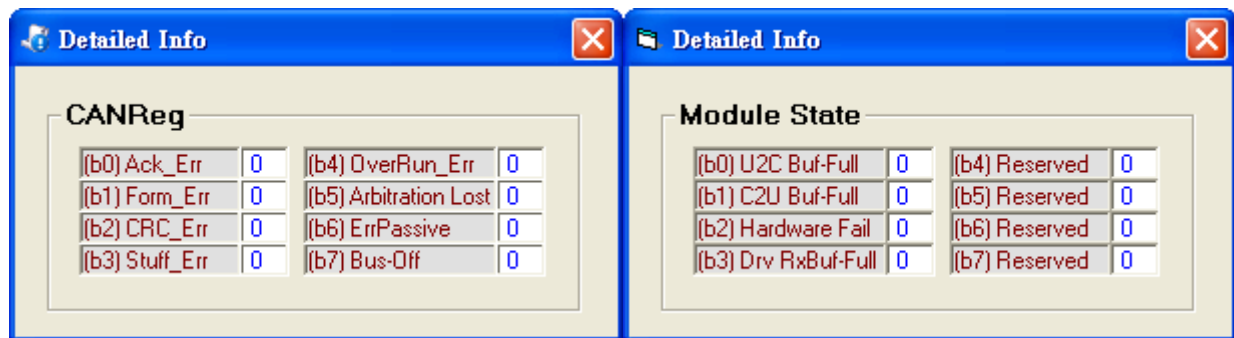 Detailed Info
CANReg
(b0) Ack_Err 0 (b4) OverRun_Err 0
(b1) Form_Err 0 (b5) Arbitration Lost 0
(b2) CRC_Err 0 (b6) ErrPassive 0
(b3) Stuff_Err 0 (b7) Bus-Off 0
Detailed Info
Module State
(b0) U2C Buf-Full 0 (b4) Reserved 0
(b1) C2U Buf-Full 0 (b5) Reserved 0
(b2) Hardware Fail 0 (b6) Reserved 0
(b3) Drv RxBuf-Full 0 (b7) Reserved 0